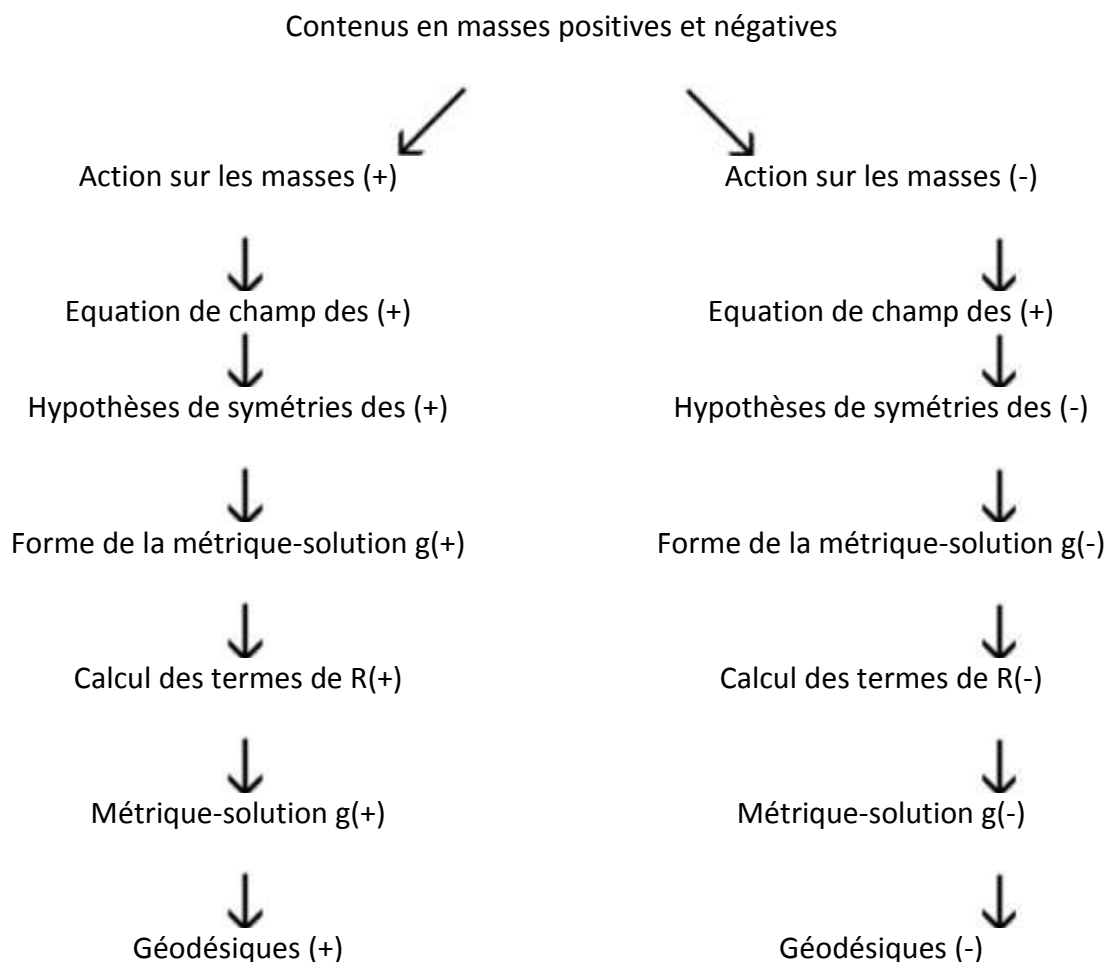 Contenus en masses positives et négatives
Action sur les masses (+)
Action sur les masses (-)
Equation de champ des (+)
Equation de champ des (+)
Hypothèses de symétries des (+)
Hypothèses de symétries des (-)
Forme de la métrique-solution g(+)
Forme de la métrique-solution g(-)
Calcul des termes de R(+)
Calcul des termes de R(-)
Métrique-solution g(+)
Métrique-solution g(-)
Géodésiques (+)
Géodésiques (-)